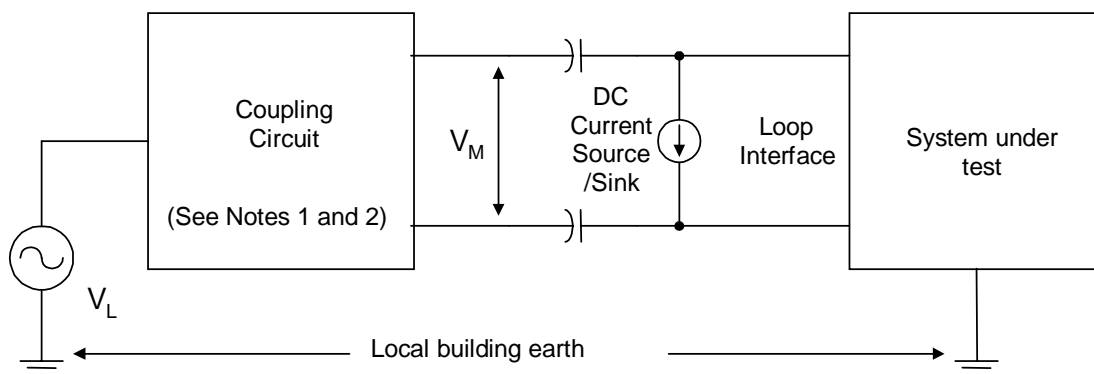 Coupling
Circuit
(See Notes 1 and 2)
V_L
V_M
DC
Current
Source
/Sink
Loop
Interface
System under
test
Local building earth